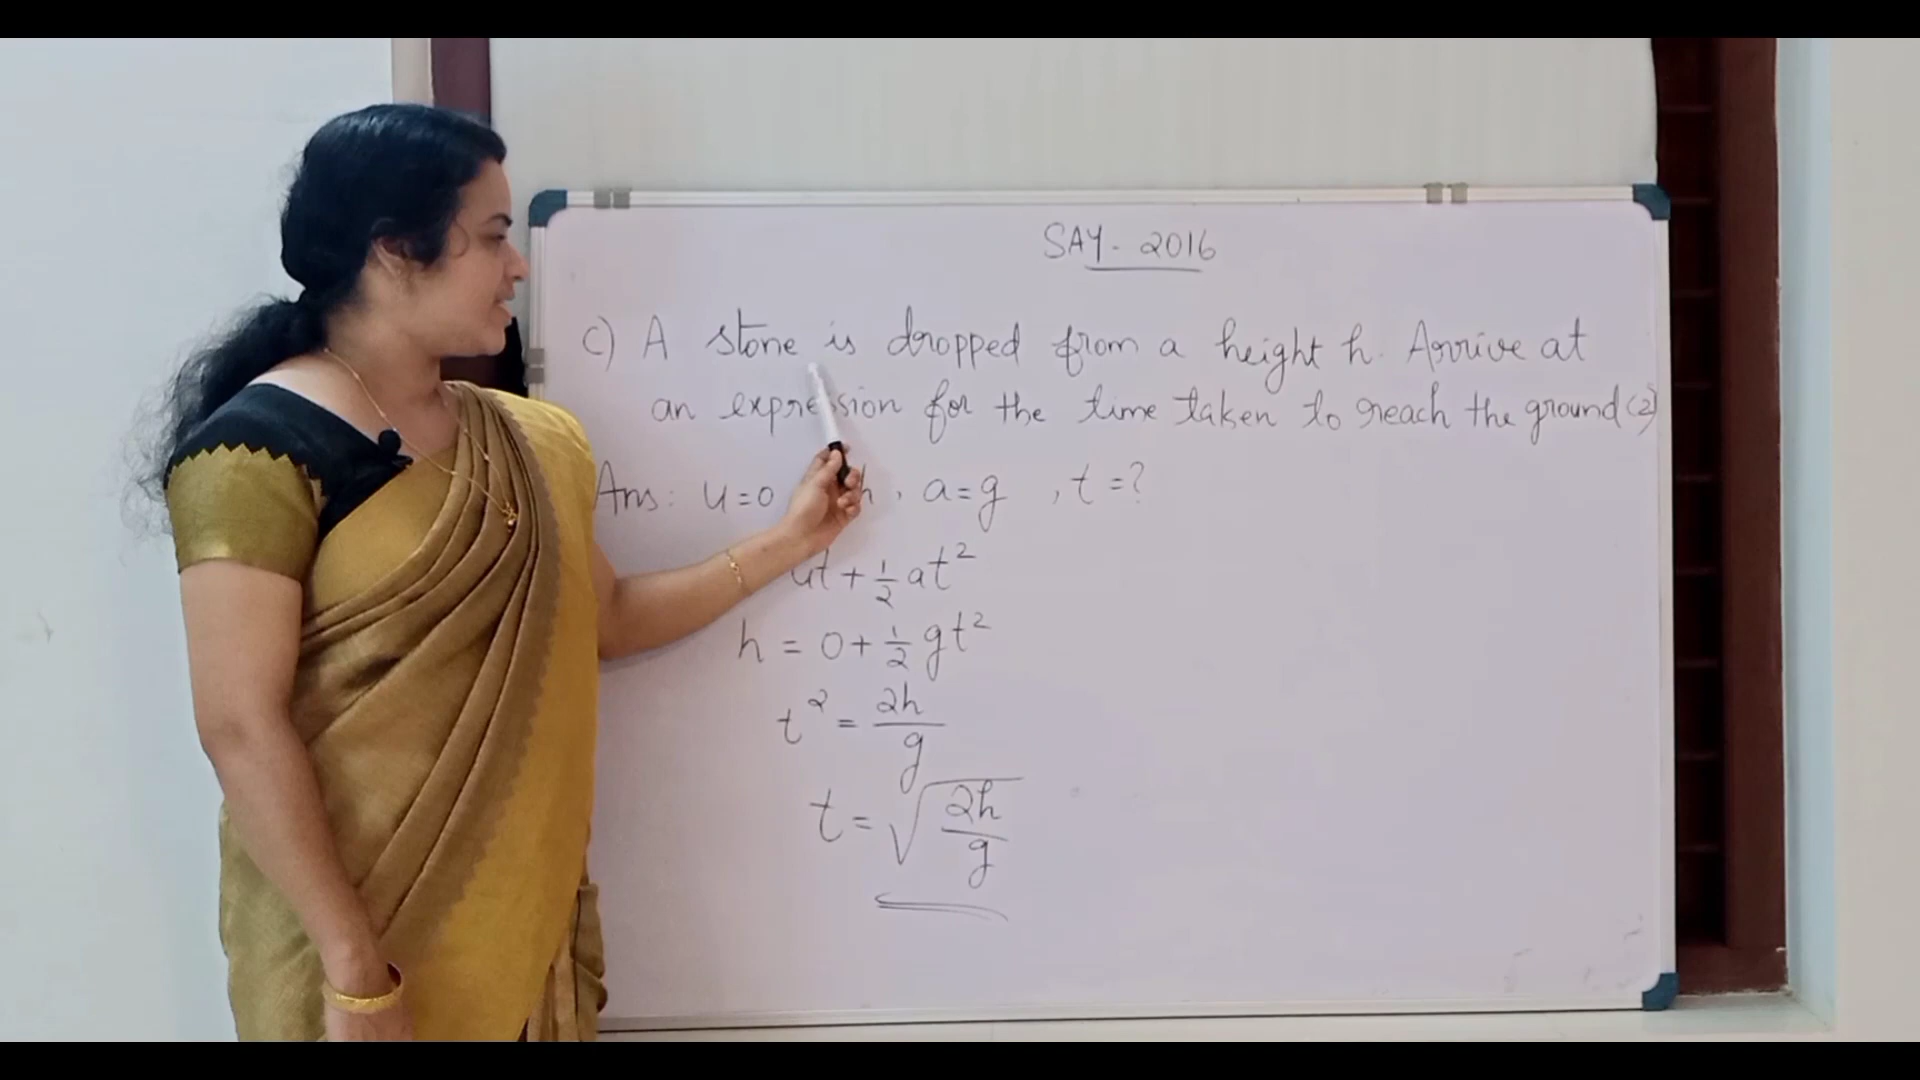 SAY - 2016
c) A stone is dropped from a height h. Arrive at
an expression for the time taken to reach the ground (2)
Ans: u=0 h, a=g , t=?
ut + 1/2 at²
h = 0 + 1/2 gt²
t² = 2h/g
t = √(2h/g)